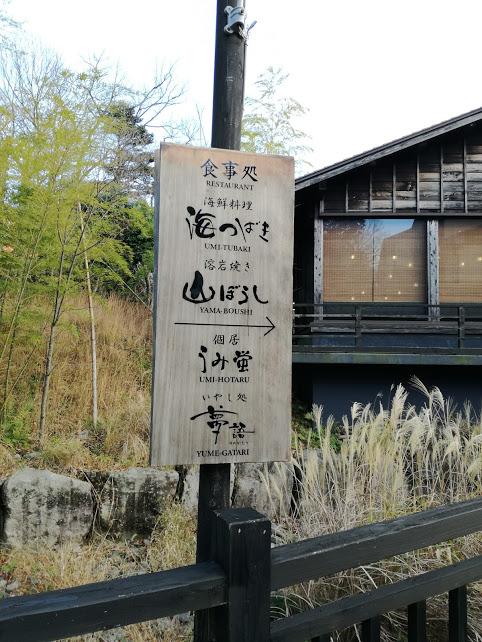 食事処
RESTAURANT
海鮮料理
海つばき
UMI-TUBAKI
溶岩焼き
山ぼうし
YAMA-BOUSHI
個居
うみ蛍
UMI-HOTARU
いやし処
夢語
YUME-GATARI